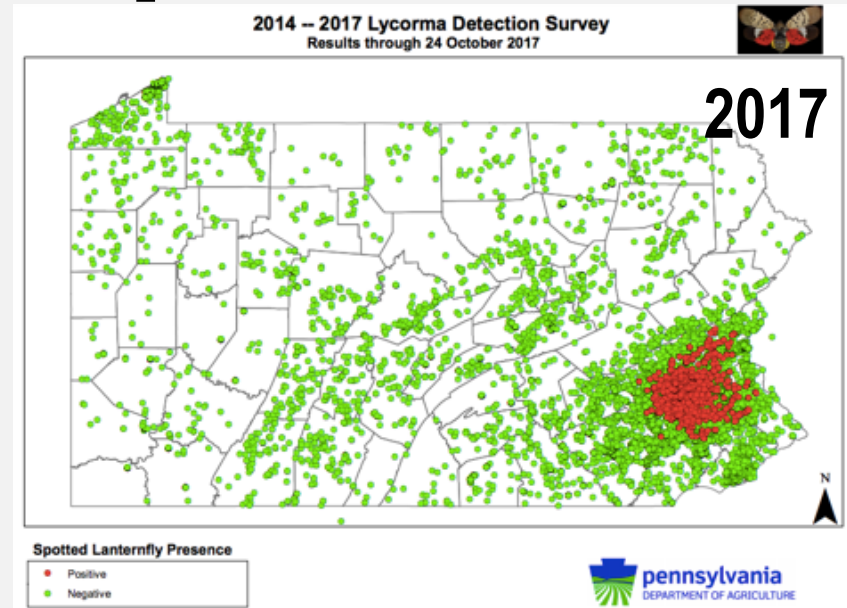 2014 -- 2017 Lycorma Detection Survey
Results through 24 October 2017
2017
N
Spotted Lanternfly Presence
Positive
Negative
pennsylvania
DEPARTMENT OF AGRICULTURE